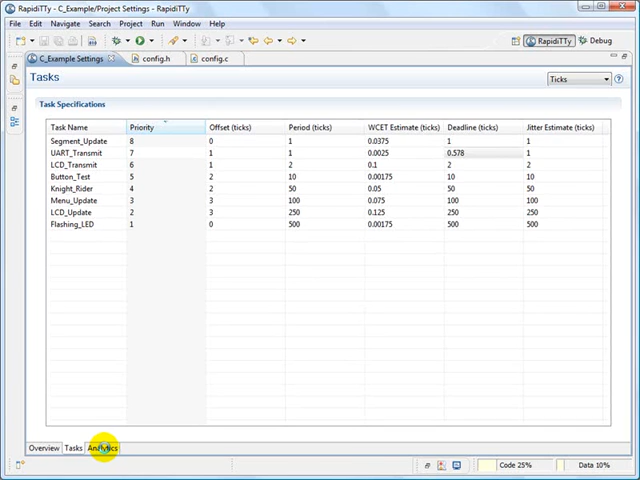 RapidiTTy - C_Example/Project Settings - RapidiTTy
File Edit Navigate Search Project Run Window Help
RapidiTTy Debug
C_Example Settings config.h config.c
Tasks Ticks
Task Specifications
Task Name Priority Offset (ticks) Period (ticks) WCET Estimate (ticks) Deadline (ticks) Jitter Estimate (ticks)
Segment_Update 8 0 1 0.0375 1 1
UART_Transmit 7 1 1 0.0025 0.578 1
LCD_Transmit 6 1 2 0.1 2 2
Button_Test 5 2 10 0.00175 10 10
Knight_Rider 4 2 50 0.05 50 50
Menu_Update 3 3 100 0.075 100 100
LCD_Update 2 3 250 0.125 250 250
Flashing_LED 1 0 500 0.00175 500 500
Overview Tasks Analytics
Code 25% Data 10%